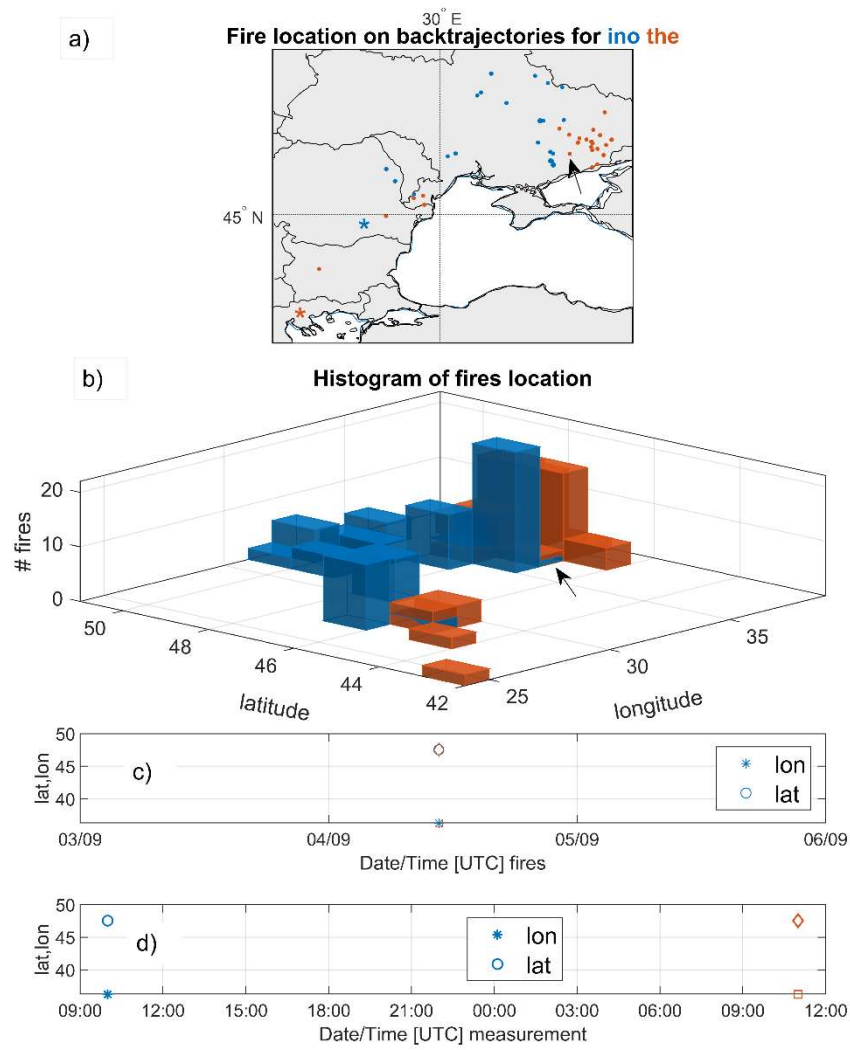 a)
30° E
Fire location on backtrajectories for ino the
45° N
b)
Histogram of fires location
20
10
0
# fires
50
48
46
44
42
latitude
25
30
35
longitude
50
45
40
lat,lon
c)
lon
lat
03/09
04/09
05/09
06/09
Date/Time [UTC] fires
50
45
40
lat,lon
d)
lon
lat
09:00
12:00
15:00
18:00
21:00
00:00
03:00
06:00
09:00
12:00
Date/Time [UTC] measurement